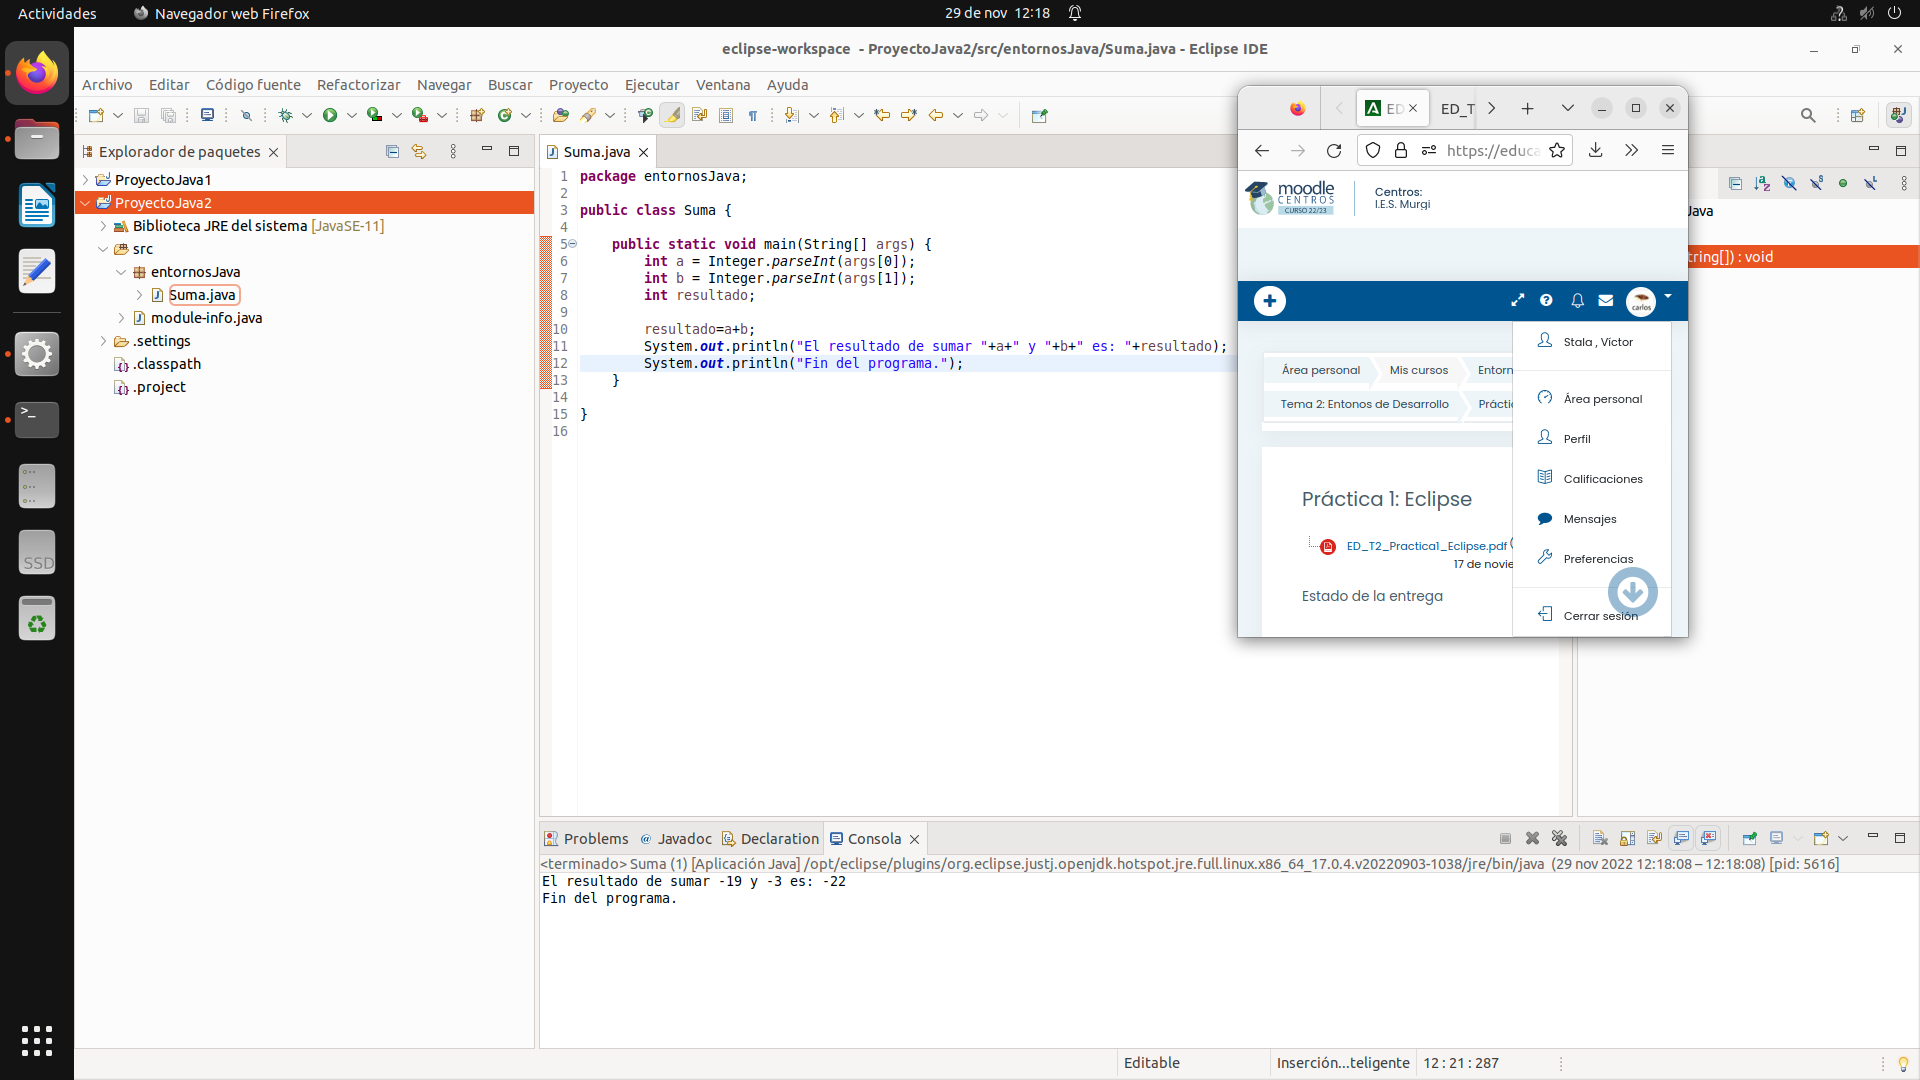 Actividades
Navegador web Firefox
29 de nov 12:18
eclipse-workspace - ProyectoJava2/src/entornosJava/Suma.java - Eclipse IDE
Archivo Editar Código fuente Refactorizar Navegar Buscar Proyecto Ejecutar Ventana Ayuda
Explorador de paquetes
ProyectoJava1
ProyectoJava2
Biblioteca JRE del sistema [JavaSE-11]
src
entornosJava
Suma.java
module-info.java
.settings
.classpath
.project
SSD
Suma.java
1 package entornosJava;
2
3 public class Suma {
4
5 public static void main(String[] args) {
6 int a = Integer.parseInt(args[0]);
7 int b = Integer.parseInt(args[1]);
8 int resultado;
9
10 resultado=a+b;
11 System.out.println("El resultado de sumar "+a+" y "+b+" es: "+resultado);
12 System.out.println("Fin del programa.");
13 }
14
15 }
16
ED
ED_T
https://educa
moodle
CENTROS
CURSO 22/23
Centros:
I.E.S. Murgi
carlos
Stala , Víctor
Área personal
Perfil
Calificaciones
Mensajes
Preferencias
Cerrar sesión
Área personal Mis cursos Entorn
Tema 2: Entonos de Desarrollo Práctic
Práctica 1: Eclipse
ED_T2_Practica1_Eclipse.pdf
17 de novie
Estado de la entrega
Java
tring[]) : void
Problems Javadoc Declaration Consola
<terminado> Suma (1) [Aplicación Java] /opt/eclipse/plugins/org.eclipse.justj.openjdk.hotspot.jre.full.linux.x86_64_17.0.4.v20220903-1038/jre/bin/java (29 nov 2022 12:18:08 – 12:18:08) [pid: 5616]
El resultado de sumar -19 y -3 es: -22
Fin del programa.
Editable
Inserción...teligente
12 : 21 : 287